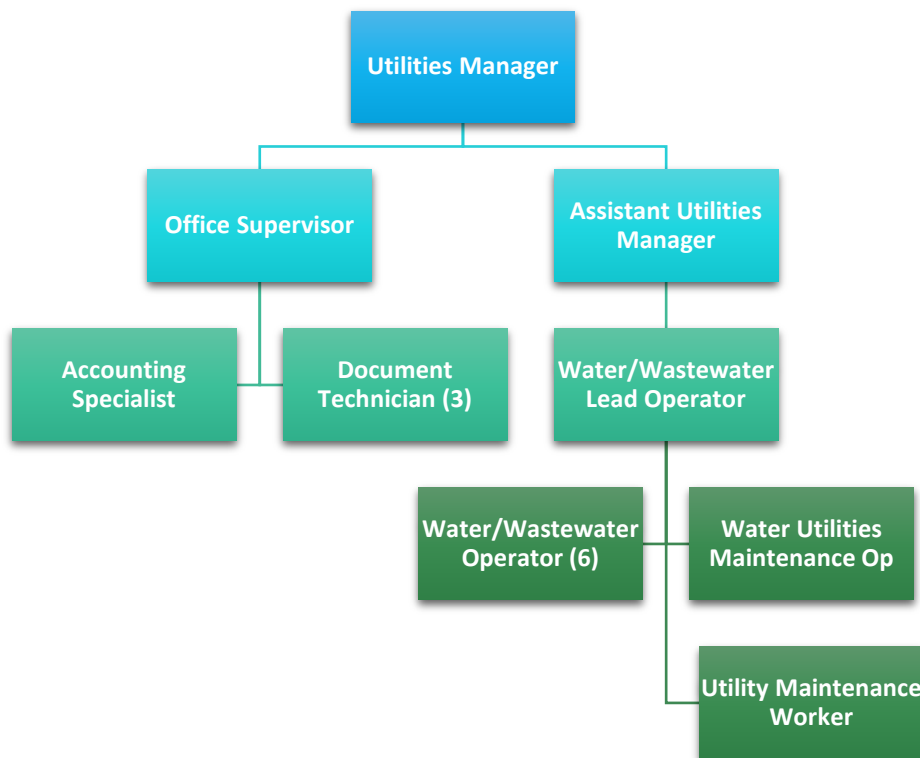 Utilities Manager
Office Supervisor
Assistant Utilities
Manager
Accounting
Specialist
Document
Technician (3)
Water/Wastewater
Lead Operator
Water/Wastewater
Operator (6)
Water Utilities
Maintenance Op
Utility Maintenance
Worker